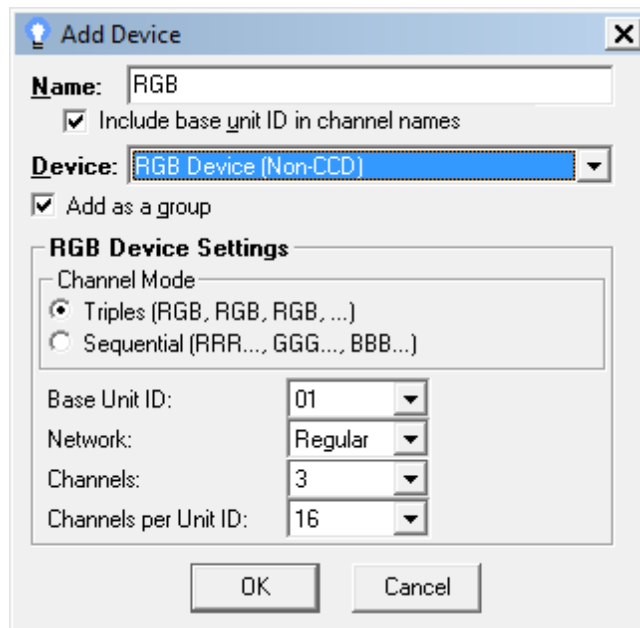 Add Device
Name: RGB
Include base unit ID in channel names
Device: RGB Device (Non-CCD)
Add as a group
RGB Device Settings
Channel Mode
Triples (RGB, RGB, RGB, ...)
Sequential (RRR..., GGG..., BBB...)
Base Unit ID: 01
Network: Regular
Channels: 3
Channels per Unit ID: 16
OK Cancel